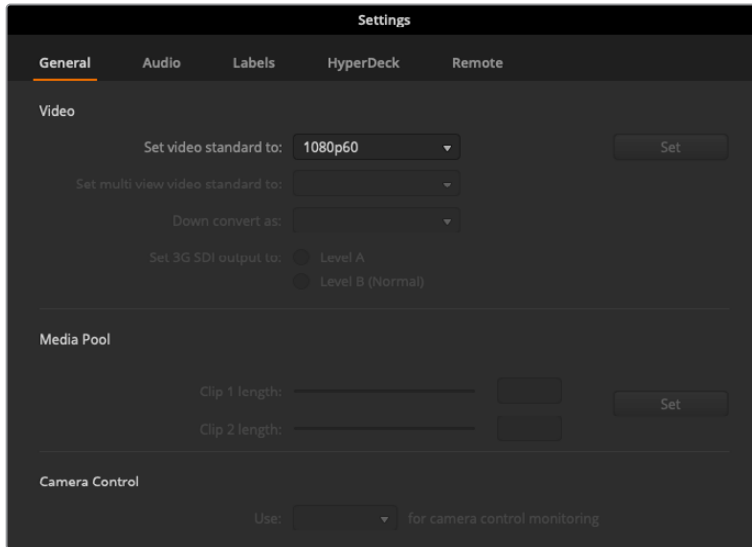 Settings
General Audio Labels HyperDeck Remote
Video
Set video standard to: 1080p60 Set
Set multi view video standard to:
Down convert as:
Set 3G SDI output to: Level A
Level B (Normal)
Media Pool
Clip 1 length:
Set
Clip 2 length:
Camera Control
Use: for camera control monitoring